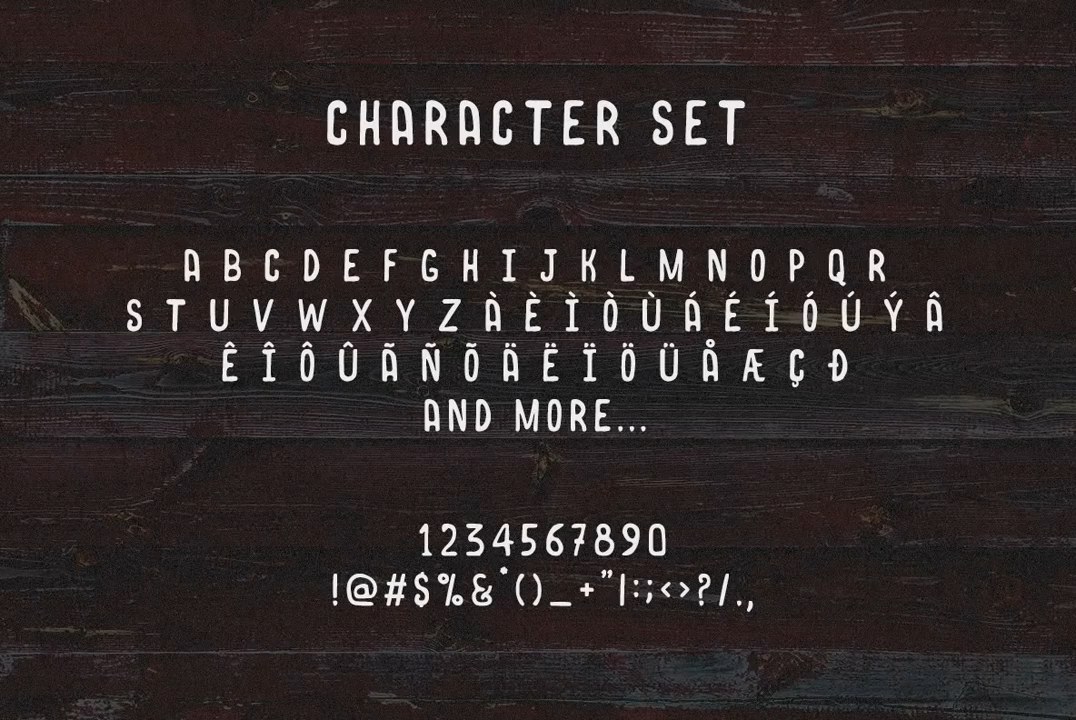 CHARACTER SET
A B C D E F G H I J K L M N O P Q R
S T U V W X Y Z À È Ì Ò Ù Á É Í Ó Ú Ý Â
Ê Î Ô Û Ã Ñ Õ Ä Ë Ï Ö Ü Å Æ Ç Ð
AND MORE...
1234567890
!@#$%&*()_+"|:;<>?/.,